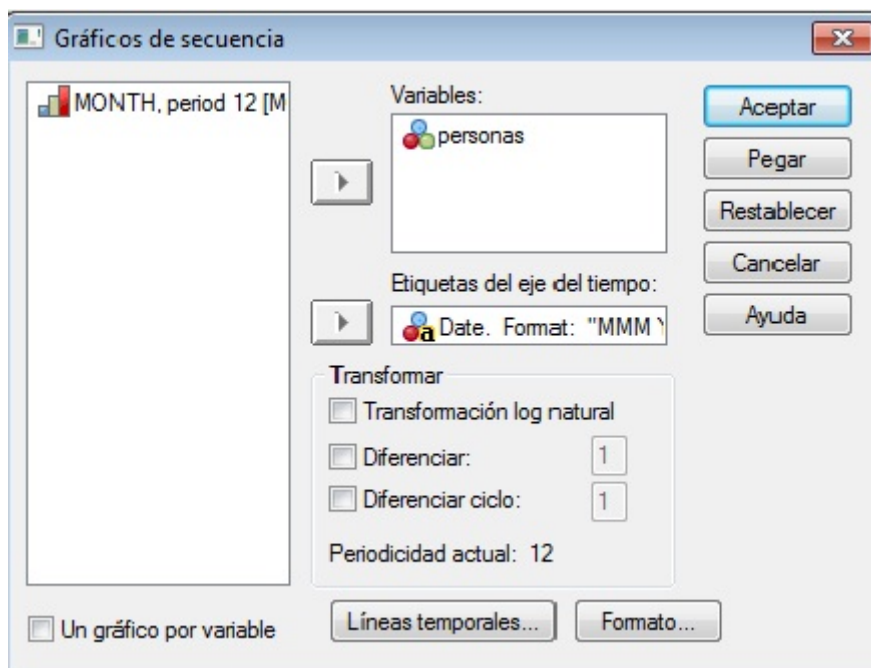 Gráficos de secuencia
MONTH, period 12 [M
Variables:
personas
Etiquetas del eje del tiempo:
Date. Format: "MMM Y
Transformar
Transformación log natural
Diferenciar: 1
Diferenciar ciclo: 1
Periodicidad actual: 12
Aceptar
Pegar
Restablecer
Cancelar
Ayuda
Un gráfico por variable
Líneas temporales...
Formato...